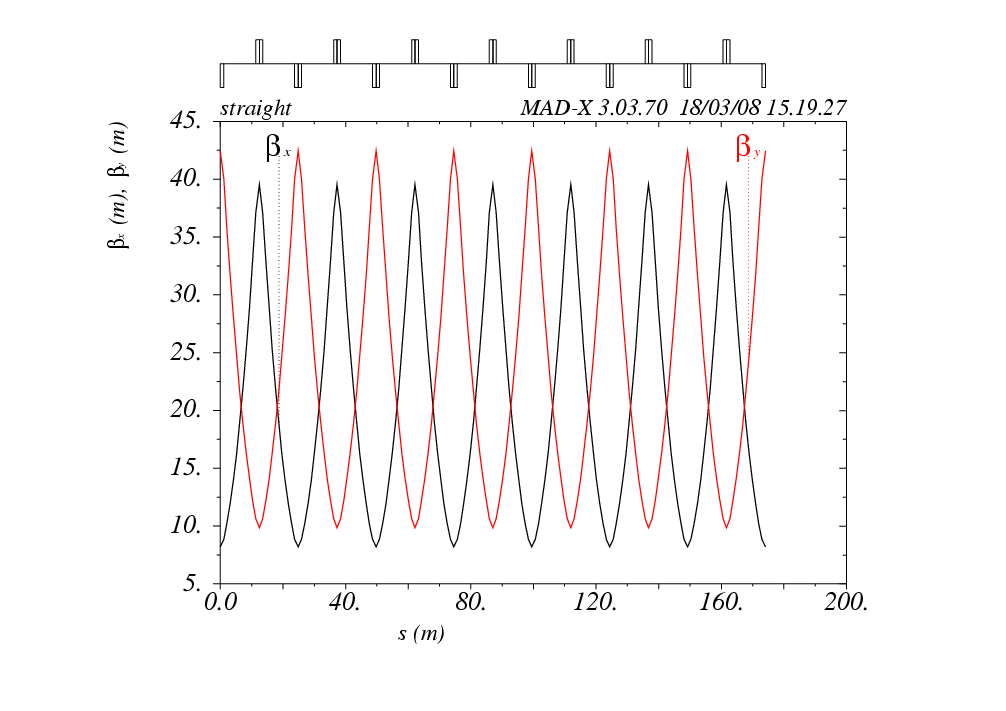 straight MAD-X 3.03.70 18/03/08 15.19.27
βx (m), βy (m)
βx
βy
45.
40.
35.
30.
25.
20.
15.
10.
5.
0.0 40. 80. 120. 160. 200.
s (m)